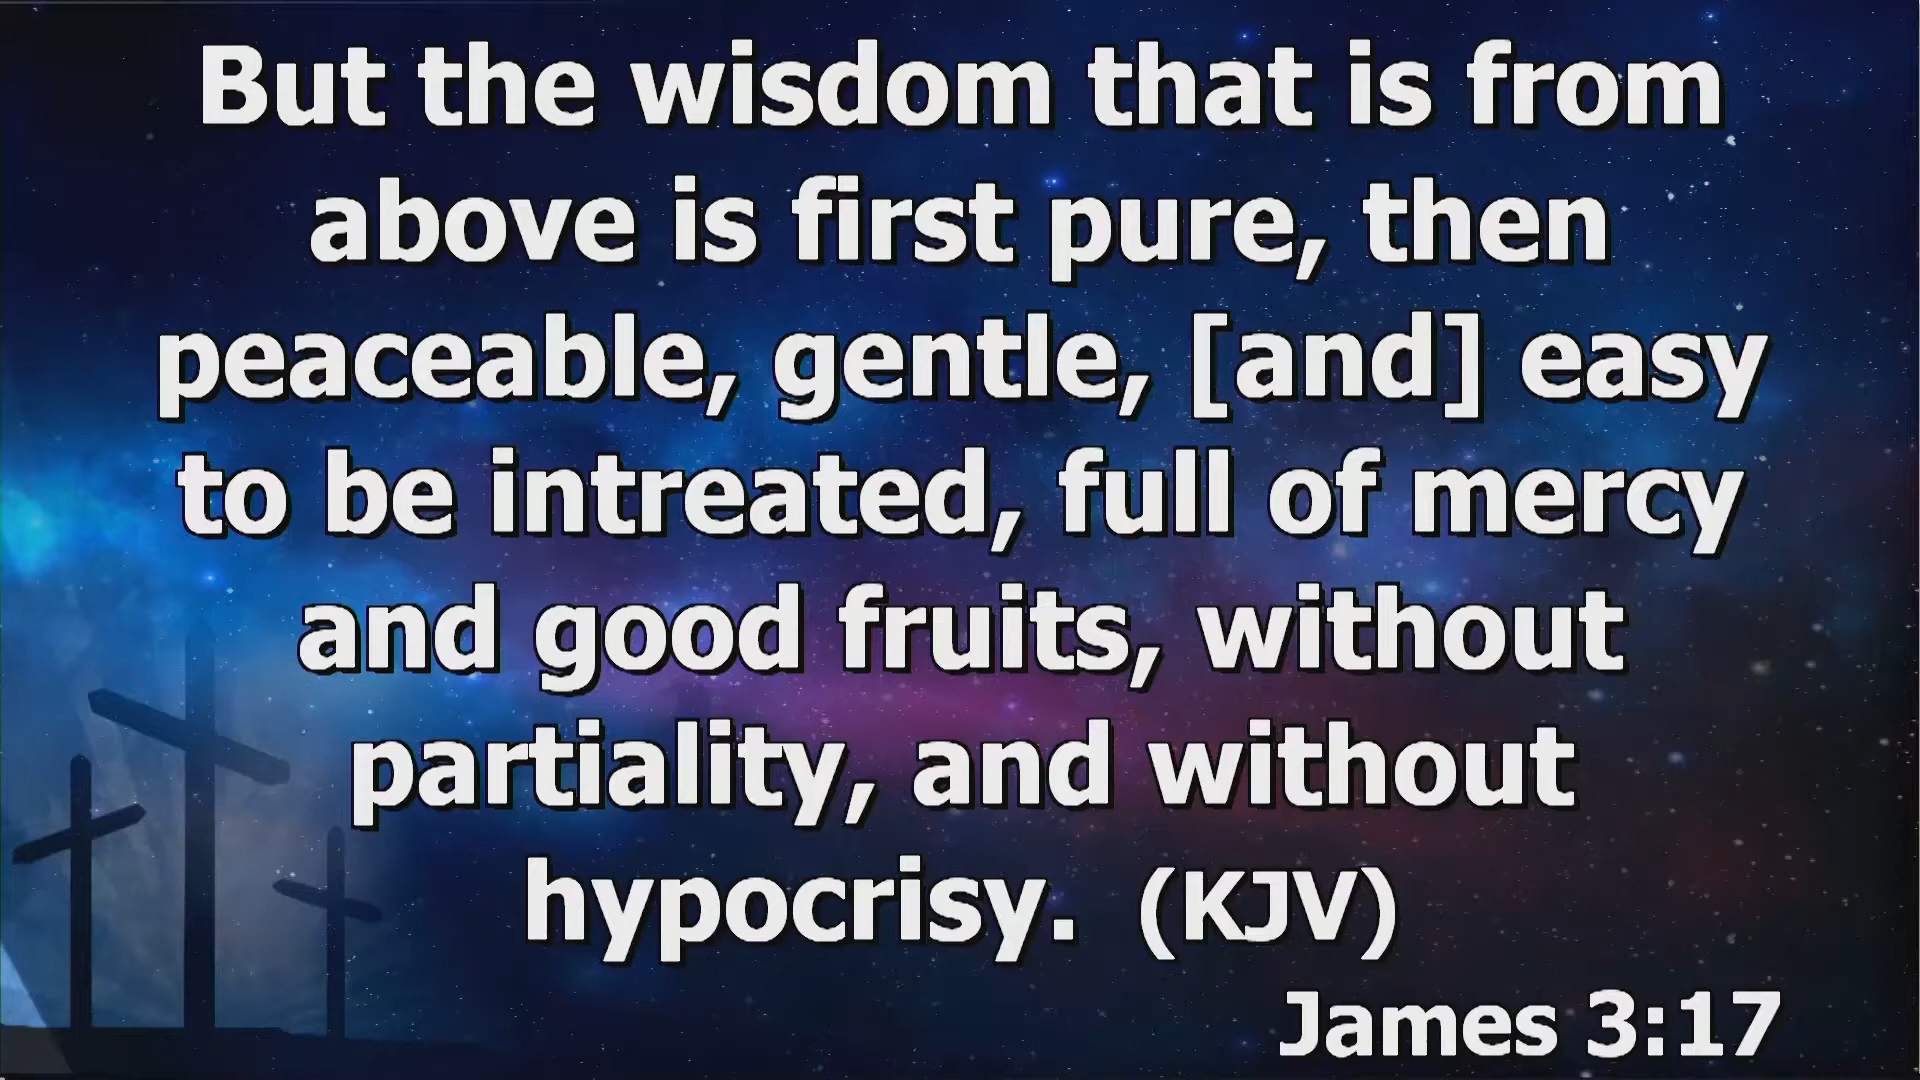 But the wisdom that is from
above is first pure, then
peaceable, gentle, [and] easy
to be intreated, full of mercy
and good fruits, without
partiality, and without
hypocrisy.  (KJV)
James 3:17